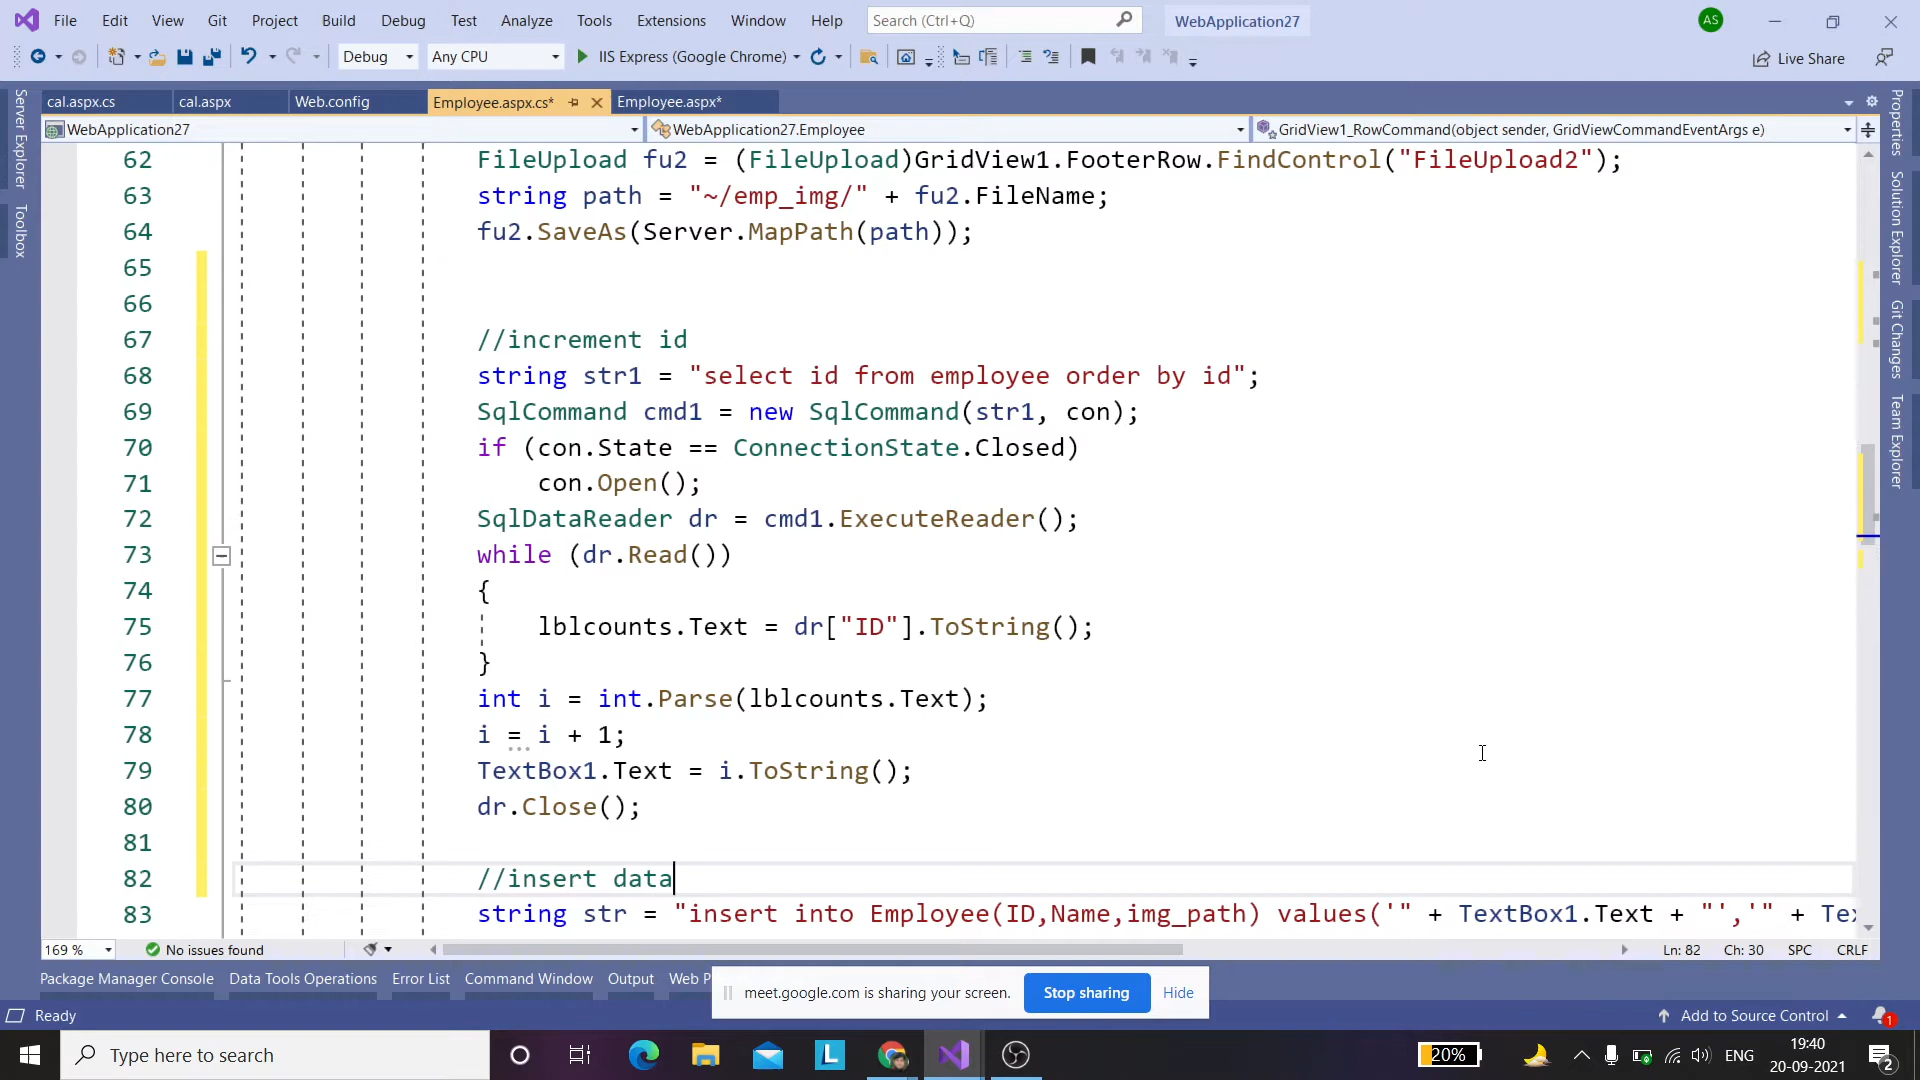 File Edit View Git Project Build Debug Test Analyze Tools Extensions Window Help Search (Ctrl+Q) WebApplication27 AS
Debug Any CPU IIS Express (Google Chrome) Live Share
cal.aspx.cs cal.aspx Web.config Employee.aspx.cs* Employee.aspx*
WebApplication27 WebApplication27.Employee GridView1_RowCommand(object sender, GridViewCommandEventArgs e)
Server Explorer
Toolbox
Properties
Solution Explorer
Git Changes
Team Explorer
62 FileUpload fu2 = (FileUpload)GridView1.FooterRow.FindControl("FileUpload2");
63 string path = "~/emp_img/" + fu2.FileName;
64 fu2.SaveAs(Server.MapPath(path));
65
66
67 //increment id
68 string str1 = "select id from employee order by id";
69 SqlCommand cmd1 = new SqlCommand(str1, con);
70 if (con.State == ConnectionState.Closed)
71 con.Open();
72 SqlDataReader dr = cmd1.ExecuteReader();
73 while (dr.Read())
74 {
75 lblcounts.Text = dr["ID"].ToString();
76 }
77 int i = int.Parse(lblcounts.Text);
78 i = i + 1;
79 TextBox1.Text = i.ToString();
80 dr.Close();
81
82 //insert data
83 string str = "insert into Employee(ID,Name,img_path) values('" + TextBox1.Text + "','" + Tex
169 % No issues found Ln: 82 Ch: 30 SPC CRLF
Package Manager Console Data Tools Operations Error List Command Window Output Web P
meet.google.com is sharing your screen. Stop sharing Hide
Ready Add to Source Control 1
Type here to search L 20% ENG 19:40
20-09-2021 2